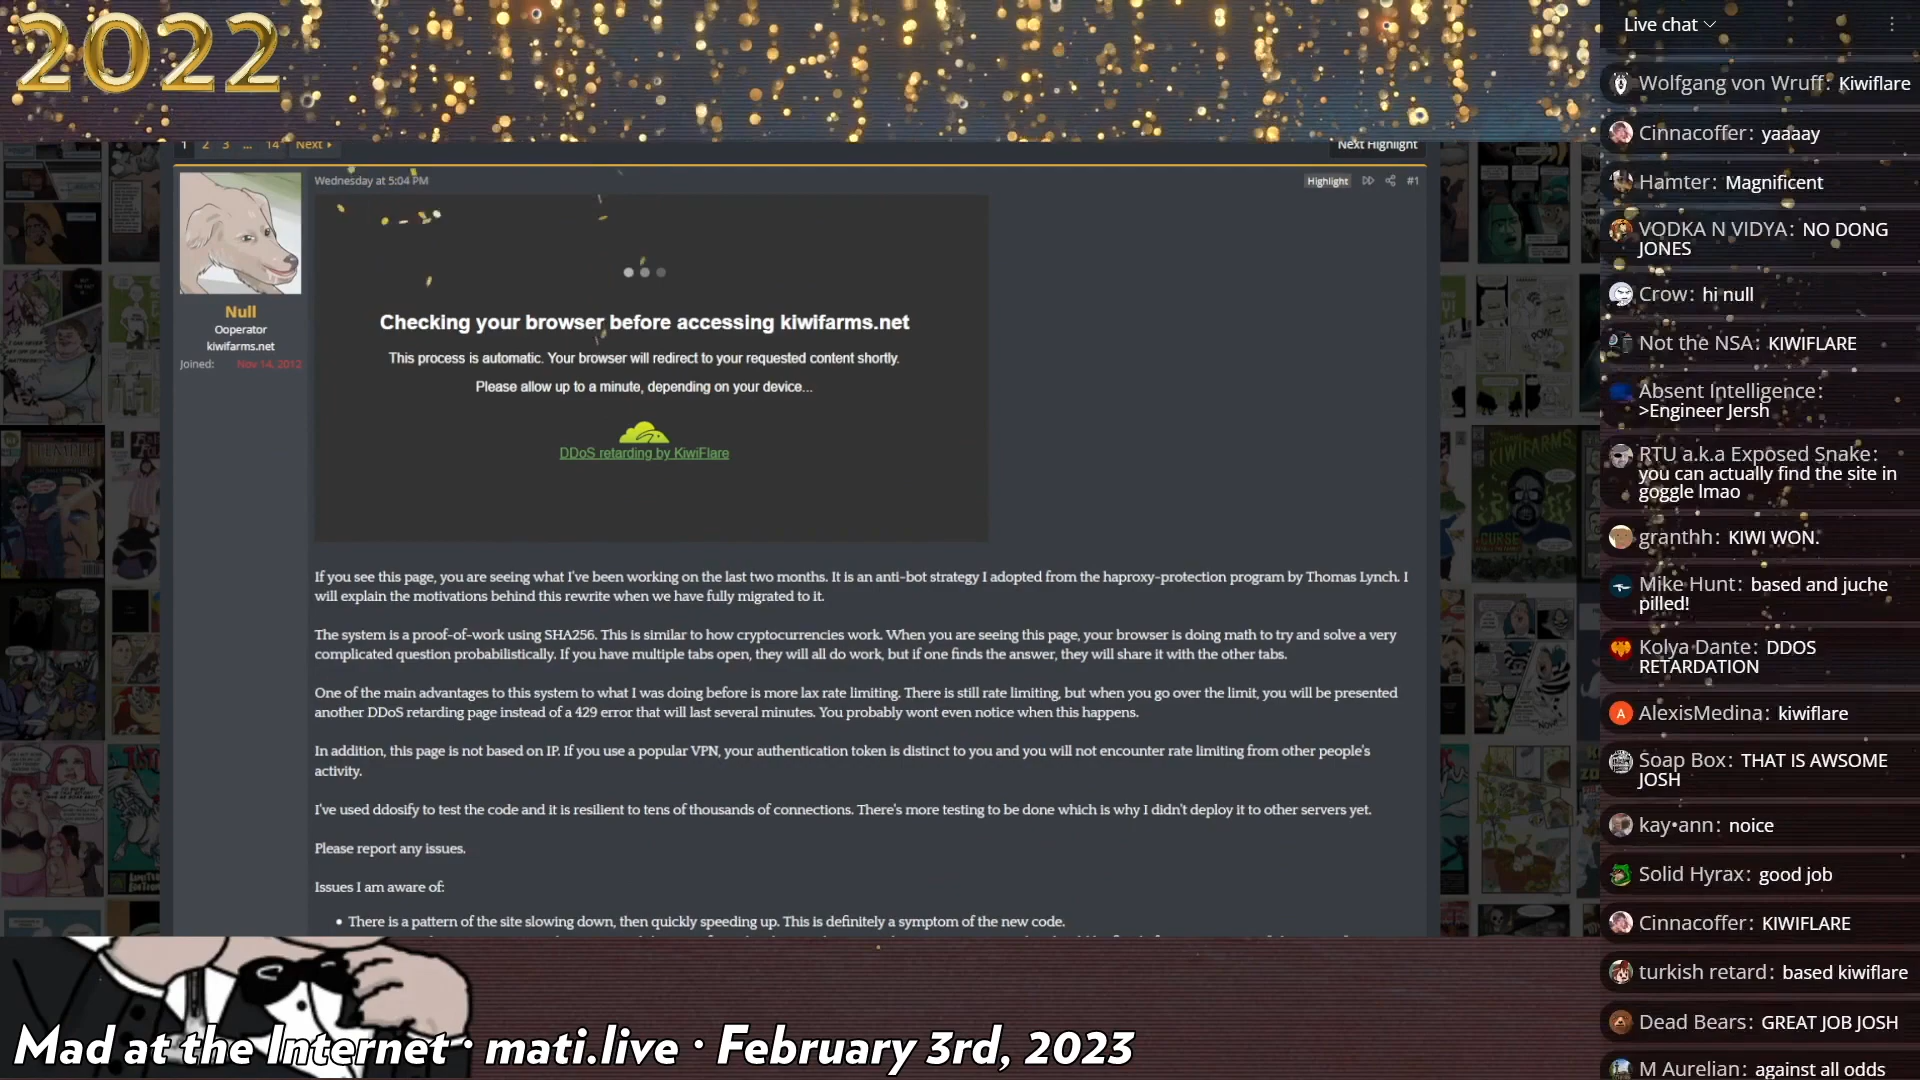 2022
1 2 3 ... 14 Next
Next Highlight
Wednesday at 5:04 PM
Highlight #1
Null
Ooperator
kiwifarms.net
Joined: Nov 14, 2012
Checking your browser before accessing kiwifarms.net
This process is automatic. Your browser will redirect to your requested content shortly.
Please allow up to a minute, depending on your device...
DDoS retarding by KiwiFlare
If you see this page, you are seeing what I've been working on the last two months. It is an anti-bot strategy I adopted from the haproxy-protection program by Thomas Lynch. I
will explain the motivations behind this rewrite when we have fully migrated to it.
The system is a proof-of-work using SHA256. This is similar to how cryptocurrencies work. When you are seeing this page, your browser is doing math to try and solve a very
complicated question probabilistically. If you have multiple tabs open, they will all do work, but if one finds the answer, they will share it with the other tabs.
One of the main advantages to this system to what I was doing before is more lax rate limiting. There is still rate limiting, but when you go over the limit, you will be presented
another DDoS retarding page instead of a 429 error that will last several minutes. You probably wont even notice when this happens.
In addition, this page is not based on IP. If you use a popular VPN, your authentication token is distinct to you and you will not encounter rate limiting from other people's
activity.
I've used ddosify to test the code and it is resilient to tens of thousands of connections. There's more testing to be done which is why I didn't deploy it to other servers yet.
Please report any issues.
Issues I am aware of:
• There is a pattern of the site slowing down, then quickly speeding up. This is definitely a symptom of the new code.
Mad at the Internet · mati.live · February 3rd, 2023
Live chat
Wolfgang von Wruff: Kiwiflare
Cinnacoffer: yaaaay
Hamter: Magnificent
VODKA N VIDYA: NO DONG
JONES
Crow: hi null
Not the NSA: KIWIFLARE
Absent Intelligence:
>Engineer Jersh
RTU a.k.a Exposed Snake:
you can actually find the site in
goggle lmao
granthh: KIWI WON.
Mike Hunt: based and juche
pilled!
Kolya Dante: DDOS
RETARDATION
AlexisMedina: kiwiflare
Soap Box: THAT IS AWSOME
JOSH
kay•ann: noice
Solid Hyrax: good job
Cinnacoffer: KIWIFLARE
turkish retard: based kiwiflare
Dead Bears: GREAT JOB JOSH
M Aurelian: against all odds